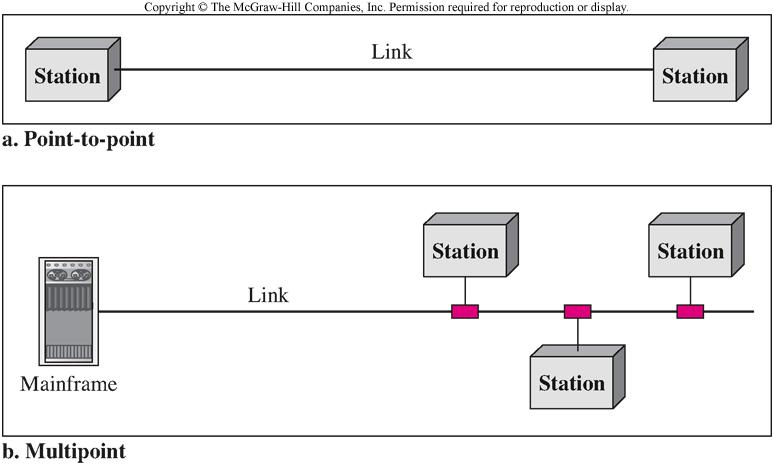 Copyright © The McGraw-Hill Companies, Inc. Permission required for reproduction or display.
Link
Station
Station
a. Point-to-point
Station
Station
Link
Station
Mainframe
b. Multipoint